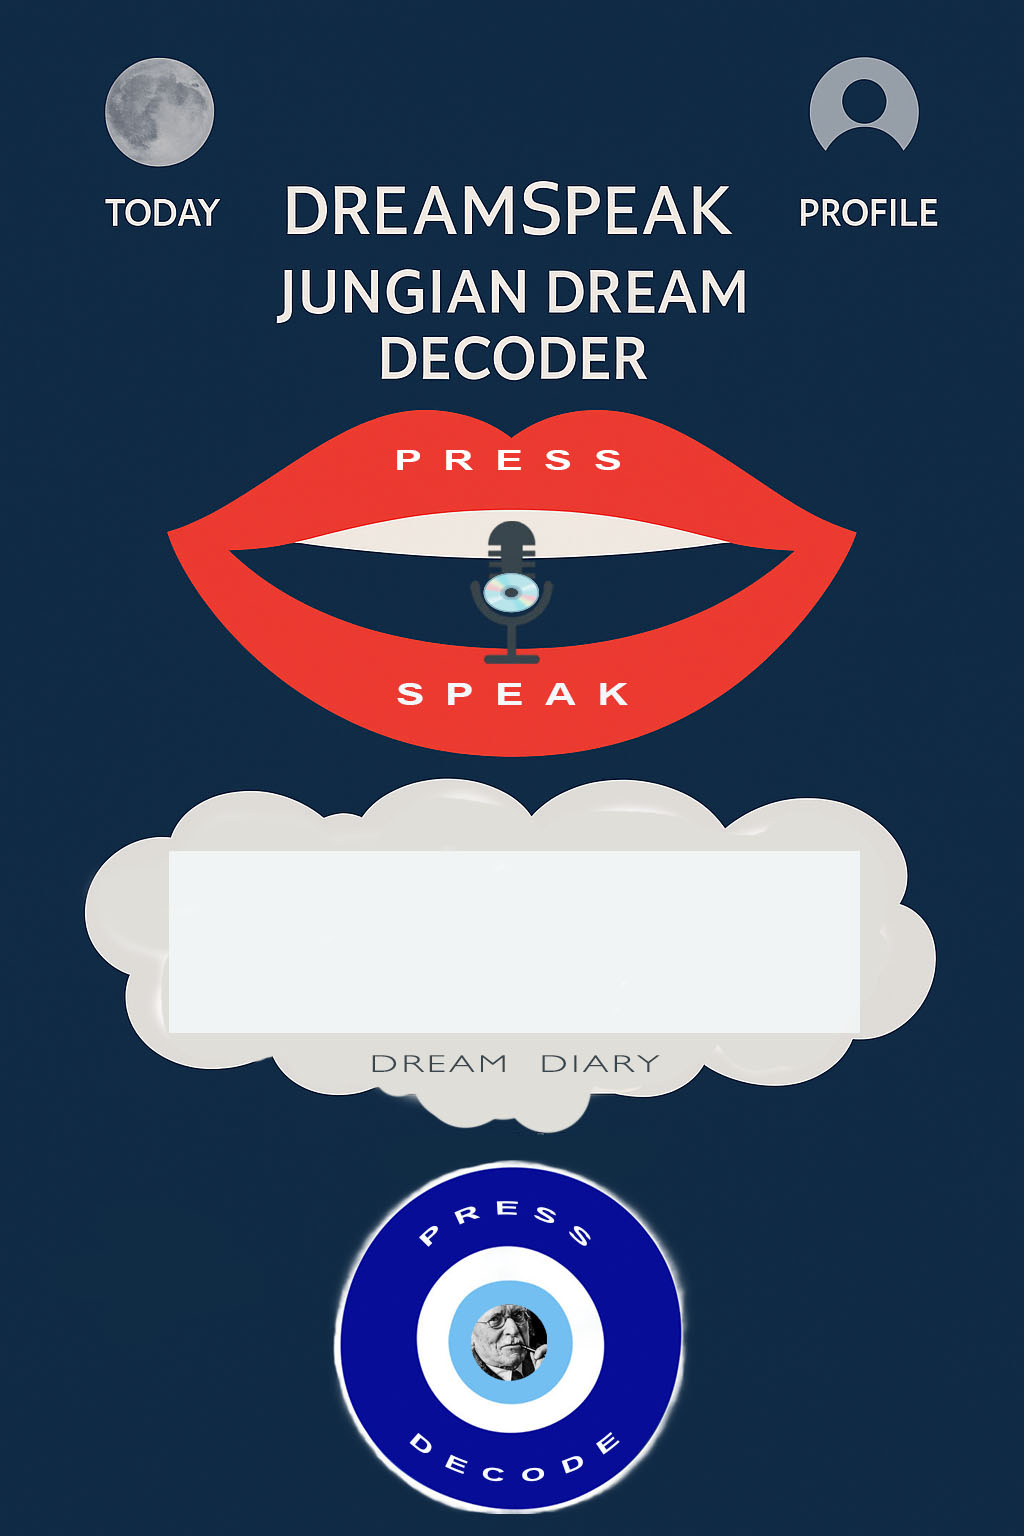 TODAY
PROFILE
DREAMSPEAK
JUNGIAN DREAM
DECODER
PRESS
SPEAK
DREAM DIARY
PRESS
DECODE